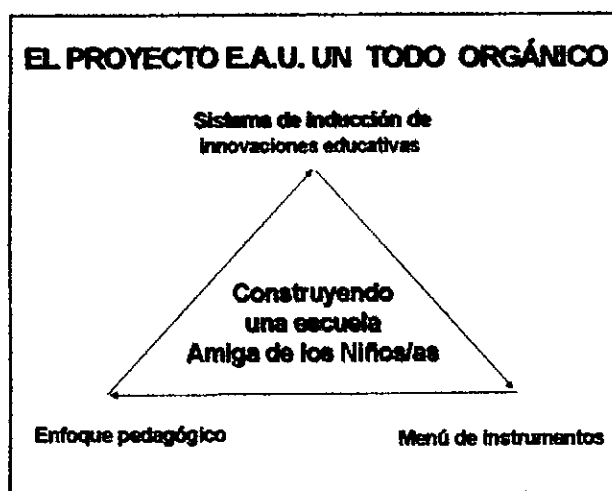 EL PROYECTO E.A.U. UN TODO ORGÁNICO
Sistema de inducción de
innovaciones educativas
Construyendo
una escuela
Amiga de los Niños/as
Enfoque pedagógico
Menú de instrumentos